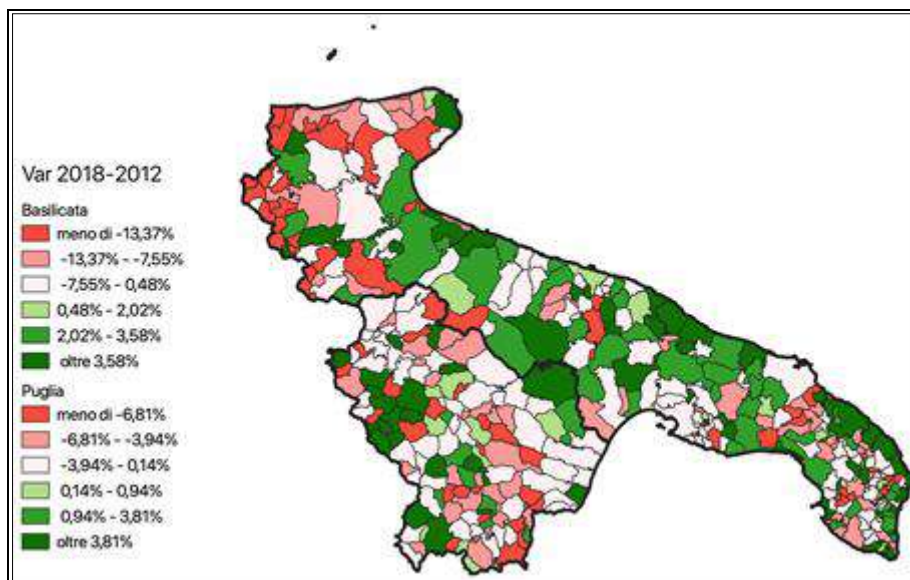 Var 2018-2012
Basilicata
meno di -13,37%
-13,37% - -7,55%
-7,55% - 0,48%
0,48% - 2,02%
2,02% - 3,58%
oltre 3,58%
Puglia
meno di -6,81%
-6,81% - -3,94%
-3,94% - 0,14%
0,14% - 0,94%
0,94% - 3,81%
oltre 3,81%